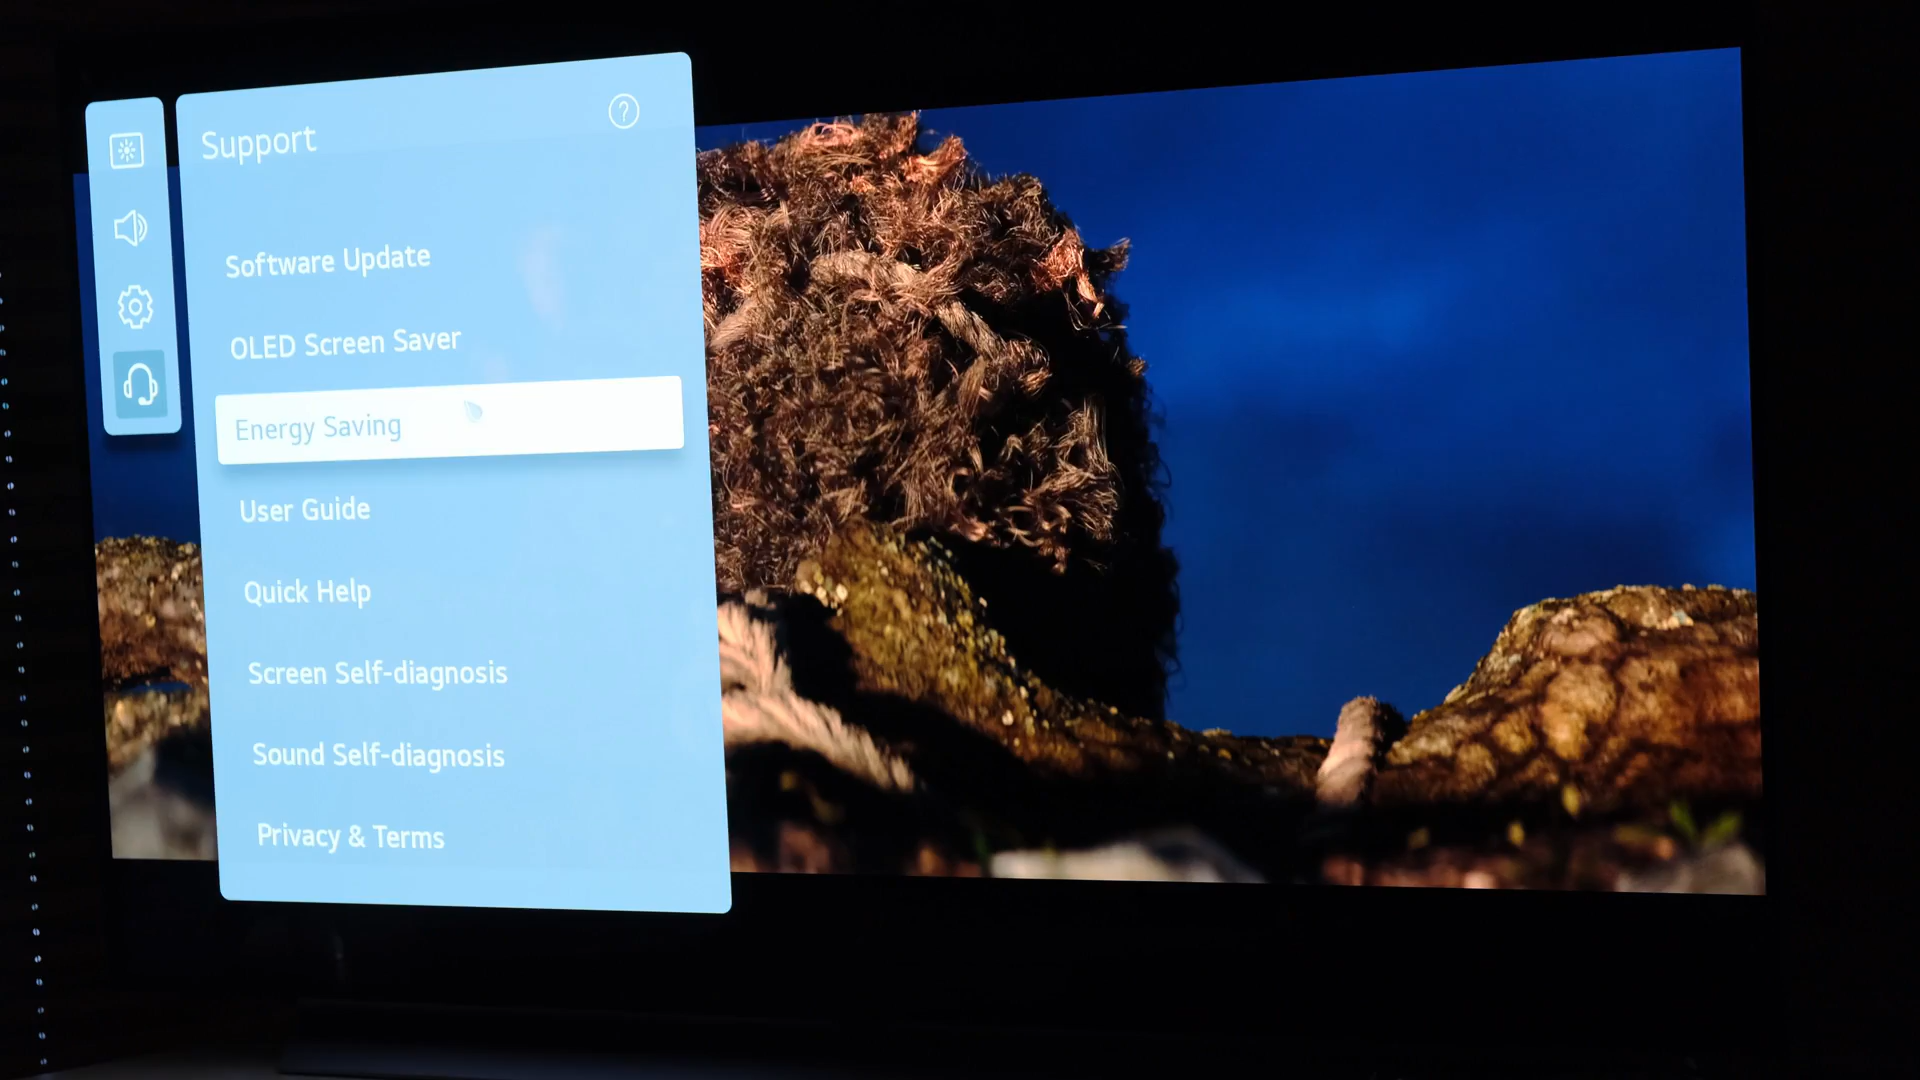 Support
?
Software Update
OLED Screen Saver
Energy Saving
User Guide
Quick Help
Screen Self-diagnosis
Sound Self-diagnosis
Privacy & Terms